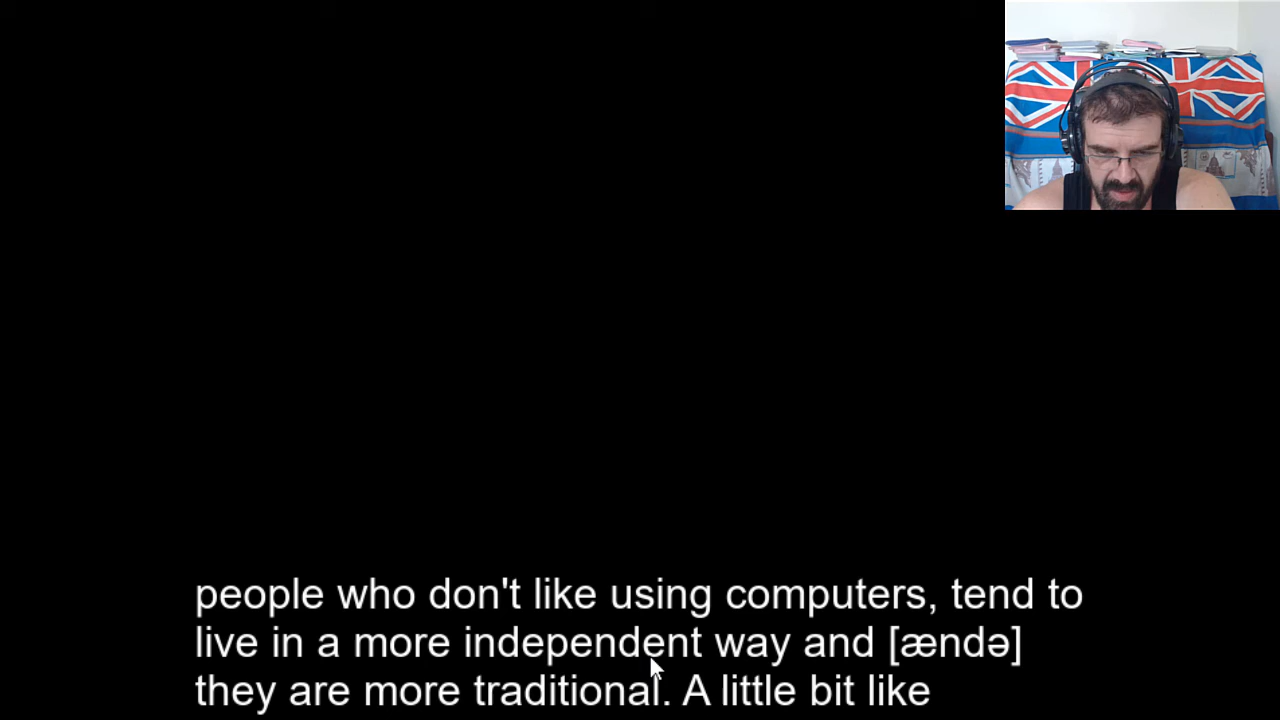 people who don't like using computers, tend to
live in a more independent way and [ændə]
they are more traditional. A little bit like